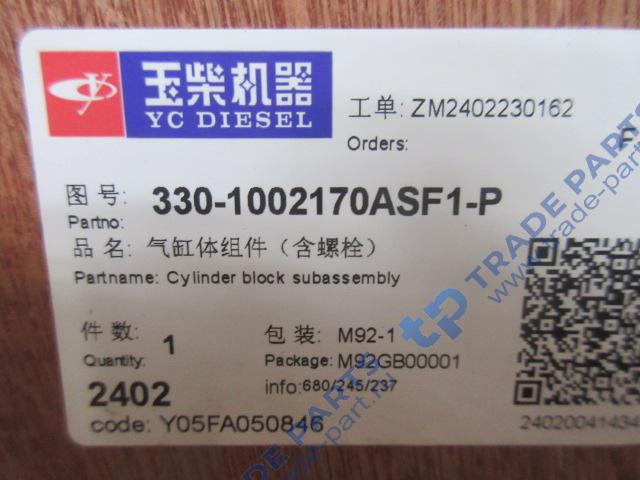 玉柴机器
YC DIESEL
工单: ZM2402230162
Orders:
图号: 330-1002170ASF1-P
Partno:
品名: 气缸体组件（含螺栓）
Partname: Cylinder block subassembly
件数: 1
Quantity:
包装: M92-1
Package: M92GB00001
2402
info:680/245/237
code: Y05FA050846
24020041434
tp TRADE PARTS
www.trade-part.ru